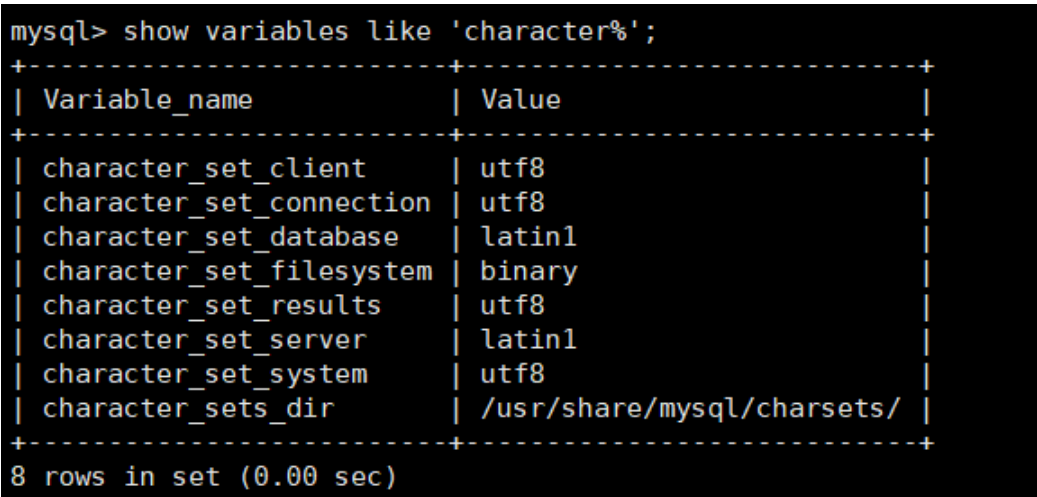 mysql> show variables like 'character%';
+--------------------------+----------------------------+
| Variable_name            | Value                      |
+--------------------------+----------------------------+
| character_set_client     | utf8                       |
| character_set_connection | utf8                       |
| character_set_database   | latin1                     |
| character_set_filesystem | binary                     |
| character_set_results    | utf8                       |
| character_set_server     | latin1                     |
| character_set_system     | utf8                       |
| character_sets_dir       | /usr/share/mysql/charsets/ |
+--------------------------+----------------------------+
8 rows in set (0.00 sec)